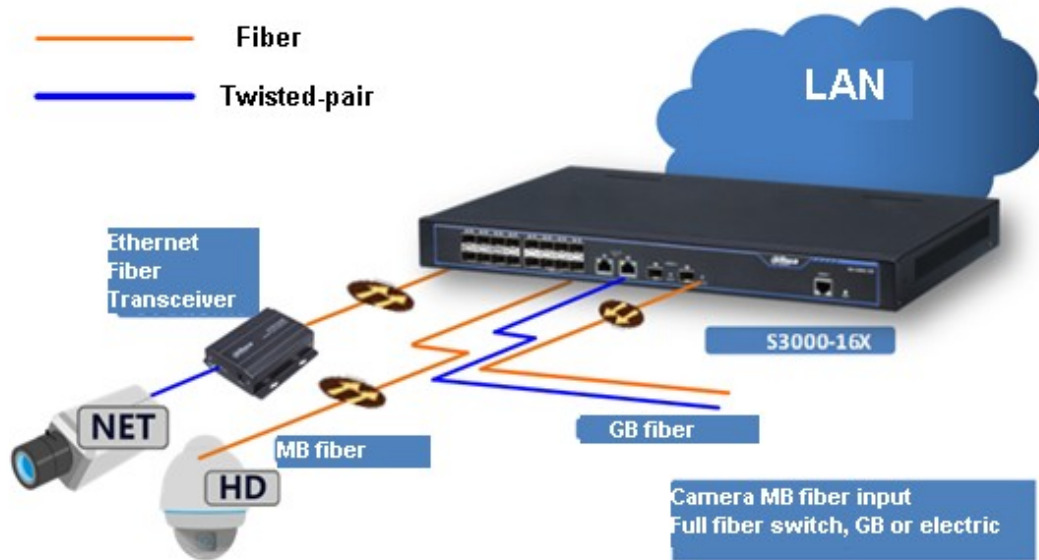 Fiber
Twisted-pair
LAN
Ethernet
Fiber
Transceiver
S3000-16X
NET
HD
MB fiber
GB fiber
Camera MB fiber input
Full fiber switch, GB or electric